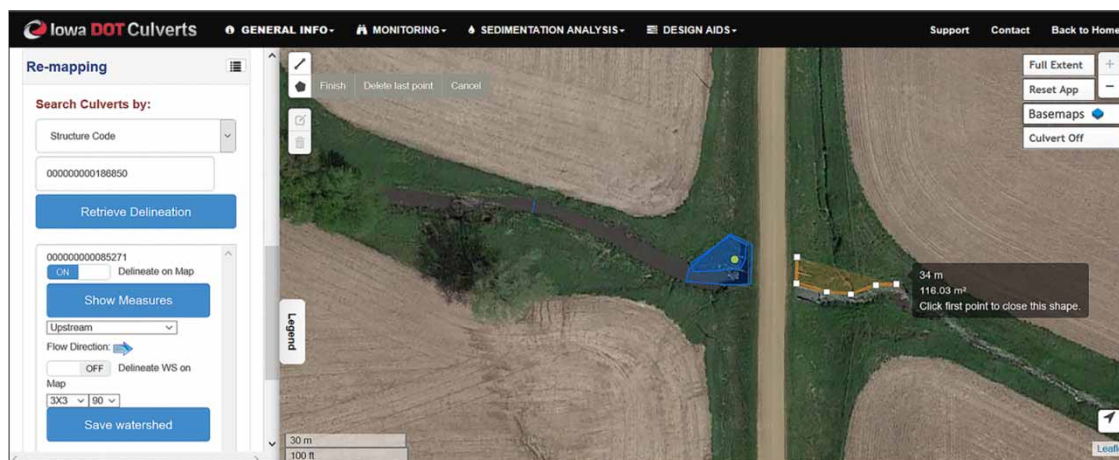 Iowa DOT Culverts GENERAL INFO MONITORING SEDIMENTATION ANALYSIS DESIGN AIDS Support Contact Back to Home
Re-mapping
Search Culverts by:
Structure Code
000000000186850
Retrieve Delineation
000000000085271
ON Delineate on Map
Show Measures
Upstream
Flow Direction:
OFF Delineate WS on
Map
3X3 90
Save watershed
Finish Delete last point Cancel
Legend
30 m
100 ft
34 m
116.03 m²
Click first point to close this shape.
Full Extent +
Reset App −
Basemaps
Culvert Off
Leafl